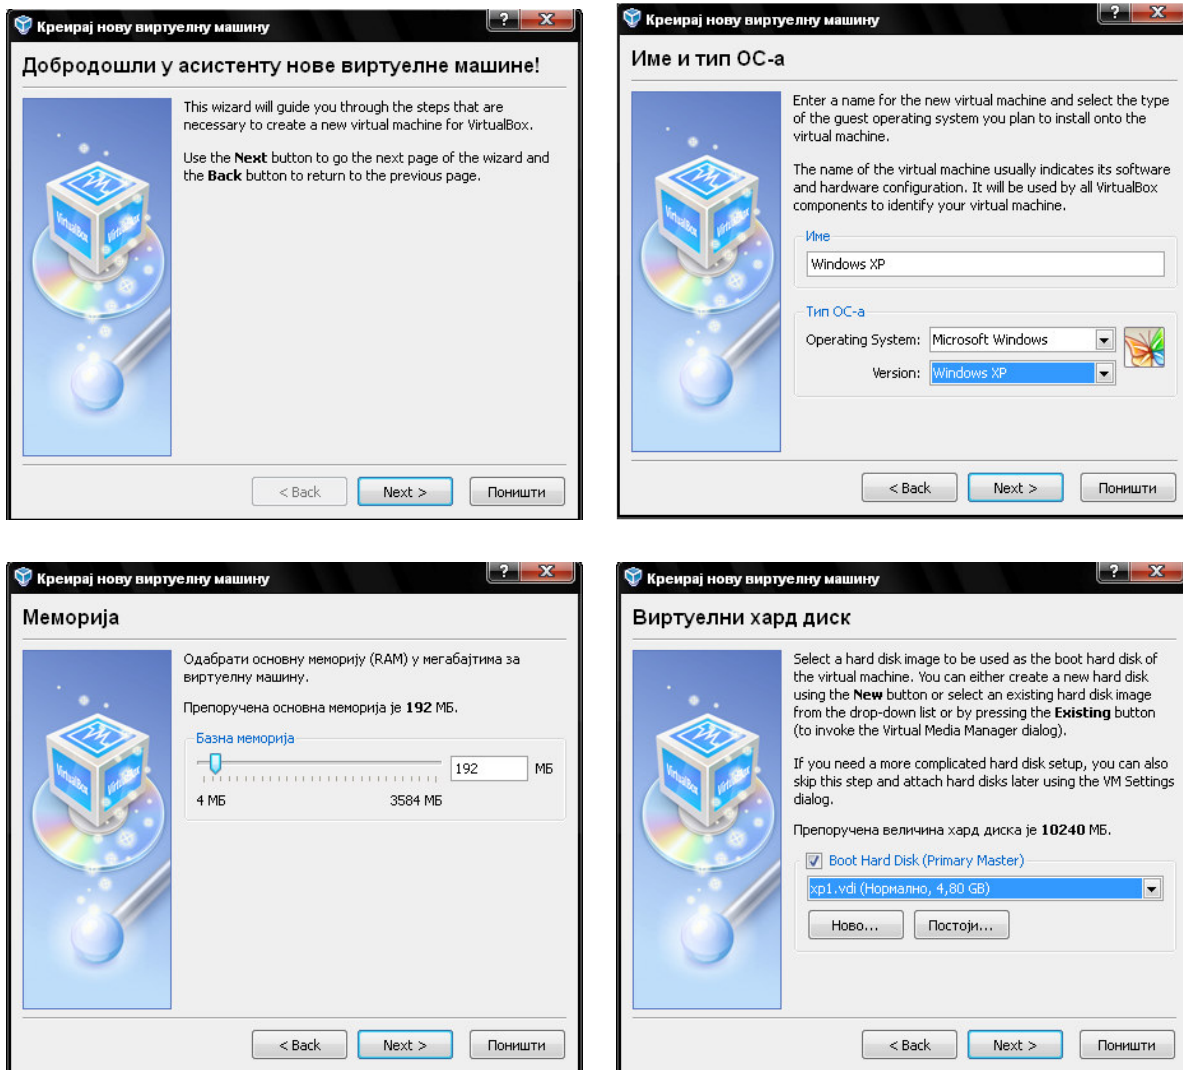 Креирај нову виртуелну машину
Добродошли у асистенту нове виртуелне машине!
This wizard will guide you through the steps that are
necessary to create a new virtual machine for VirtualBox.
Use the Next button to go the next page of the wizard and
the Back button to return to the previous page.
VirtualBox
VirtualBox
< Back
Next >
Поништи
Креирај нову виртуелну машину
Име и тип ОС-а
Enter a name for the new virtual machine and select the type
of the guest operating system you plan to install onto the
virtual machine.
The name of the virtual machine usually indicates its software
and hardware configuration. It will be used by all VirtualBox
components to identify your virtual machine.
Име
Windows XP
Тип ОС-а
Operating System: Microsoft Windows
Version: Windows XP
VirtualBox
VirtualBox
< Back
Next >
Поништи
Креирај нову виртуелну машину
Меморија
Одабрати основну меморију (RAM) у мегабајтима за
виртуелну машину.
Препоручена основна меморија је 192 МБ.
Базна меморија
192 МБ
4 МБ 3584 МБ
VirtualBox
VirtualBox
< Back
Next >
Поништи
Креирај нову виртуелну машину
Виртуелни хард диск
Select a hard disk image to be used as the boot hard disk of
the virtual machine. You can either create a new hard disk
using the New button or select an existing hard disk image
from the drop-down list or by pressing the Existing button
(to invoke the Virtual Media Manager dialog).
If you need a more complicated hard disk setup, you can also
skip this step and attach hard disks later using the VM Settings
dialog.
Препоручена величина хард диска је 10240 МБ.
Boot Hard Disk (Primary Master)
xp1.vdi (Нормално, 4,80 GB)
Ново...
Постоји...
VirtualBox
VirtualBox
< Back
Next >
Поништи